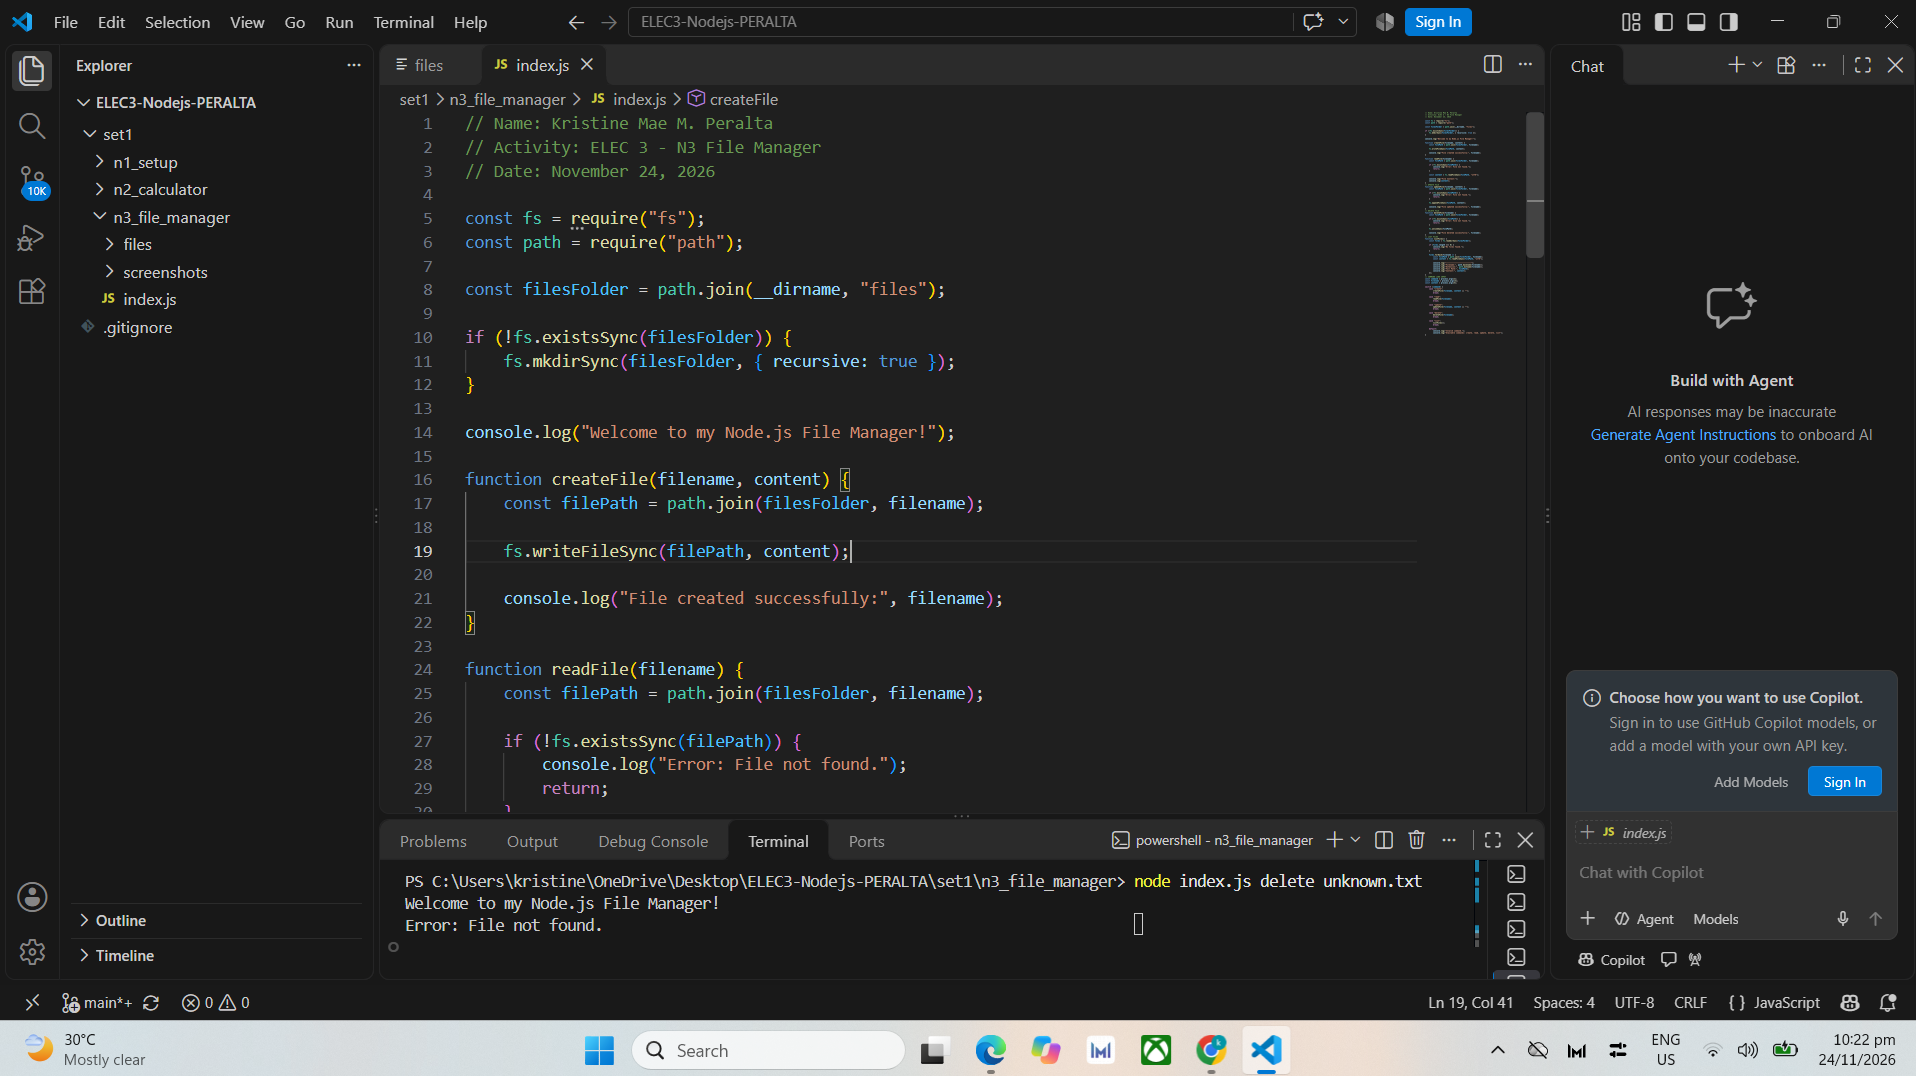 File Edit Selection View Go Run Terminal Help
ELEC3-Nodejs-PERALTA
Sign In
Explorer
ELEC3-Nodejs-PERALTA
set1
n1_setup
n2_calculator
n3_file_manager
files
screenshots
JS index.js
.gitignore
10K
Outline
Timeline
files
JS index.js
set1 > n3_file_manager > JS index.js > createFile
1 // Name: Kristine Mae M. Peralta
2 // Activity: ELEC 3 - N3 File Manager
3 // Date: November 24, 2026
4
5 const fs = require("fs");
6 const path = require("path");
7
8 const filesFolder = path.join(__dirname, "files");
9
10 if (!fs.existsSync(filesFolder)) {
11 fs.mkdirSync(filesFolder, { recursive: true });
12 }
13
14 console.log("Welcome to my Node.js File Manager!");
15
16 function createFile(filename, content) {
17 const filePath = path.join(filesFolder, filename);
18
19 fs.writeFileSync(filePath, content);
20
21 console.log("File created successfully:", filename);
22 }
23
24 function readFile(filename) {
25 const filePath = path.join(filesFolder, filename);
26
27 if (!fs.existsSync(filePath)) {
28 console.log("Error: File not found.");
29 return;
30 }
Problems Output Debug Console Terminal Ports
powershell - n3_file_manager
PS C:\Users\kristine\OneDrive\Desktop\ELEC3-Nodejs-PERALTA\set1\n3_file_manager> node index.js delete unknown.txt
Welcome to my Node.js File Manager!
Error: File not found.
Chat
Build with Agent
AI responses may be inaccurate
Generate Agent Instructions to onboard AI
onto your codebase.
Choose how you want to use Copilot.
Sign in to use GitHub Copilot models, or
add a model with your own API key.
Add Models Sign In
JS index.js
Chat with Copilot
Agent Models
Copilot
main*+ 0 0
Ln 19, Col 41 Spaces: 4 UTF-8 CRLF { } JavaScript
30°C
Mostly clear
Search
ENG
US
10:22 pm
24/11/2026